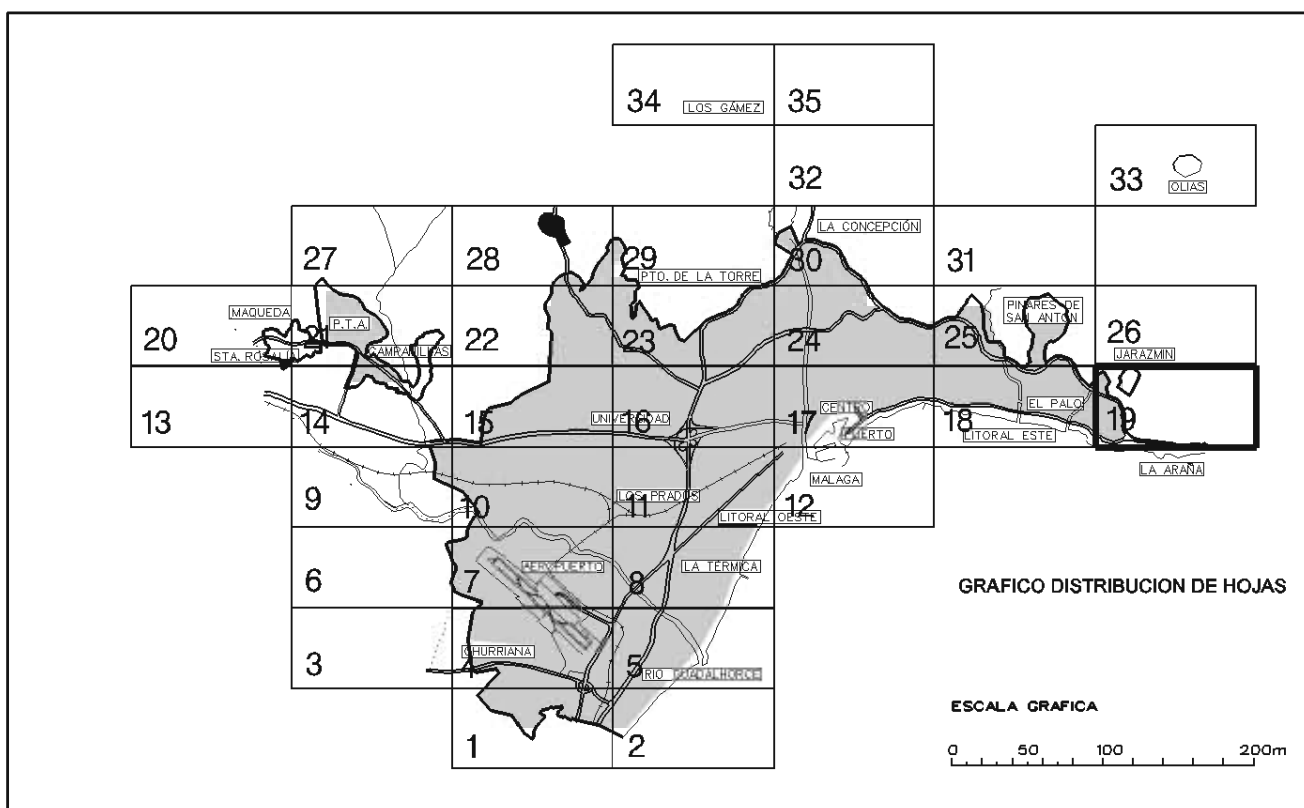 34 LOS GÁMEZ 35
33 OLIAS
32
LA CONCEPCIÓN
27 28 29 30 31
PTO. DE LA TORRE
MAQUEDA P.T.A. PINARES DE
SAN ANTON
20 21 22 23 24 25 26
STA. ROSALIA CAMPANILLAS JARAZMIN
13 14 15 16 17 18 19
UNIVERSIDAD CENTRO EL PALO
PUERTO LITORAL ESTE
MALAGA LA ARAÑA
9 10 11 12
LOS PRADOS
LITORAL OESTE
6 7 8
AEROPUERTO LA TÉRMICA
GRAFICO DISTRIBUCION DE HOJAS
3 5
CHURRIANA RIO GUADALHORCE
1 2
ESCALA GRAFICA
0 50 100 200m